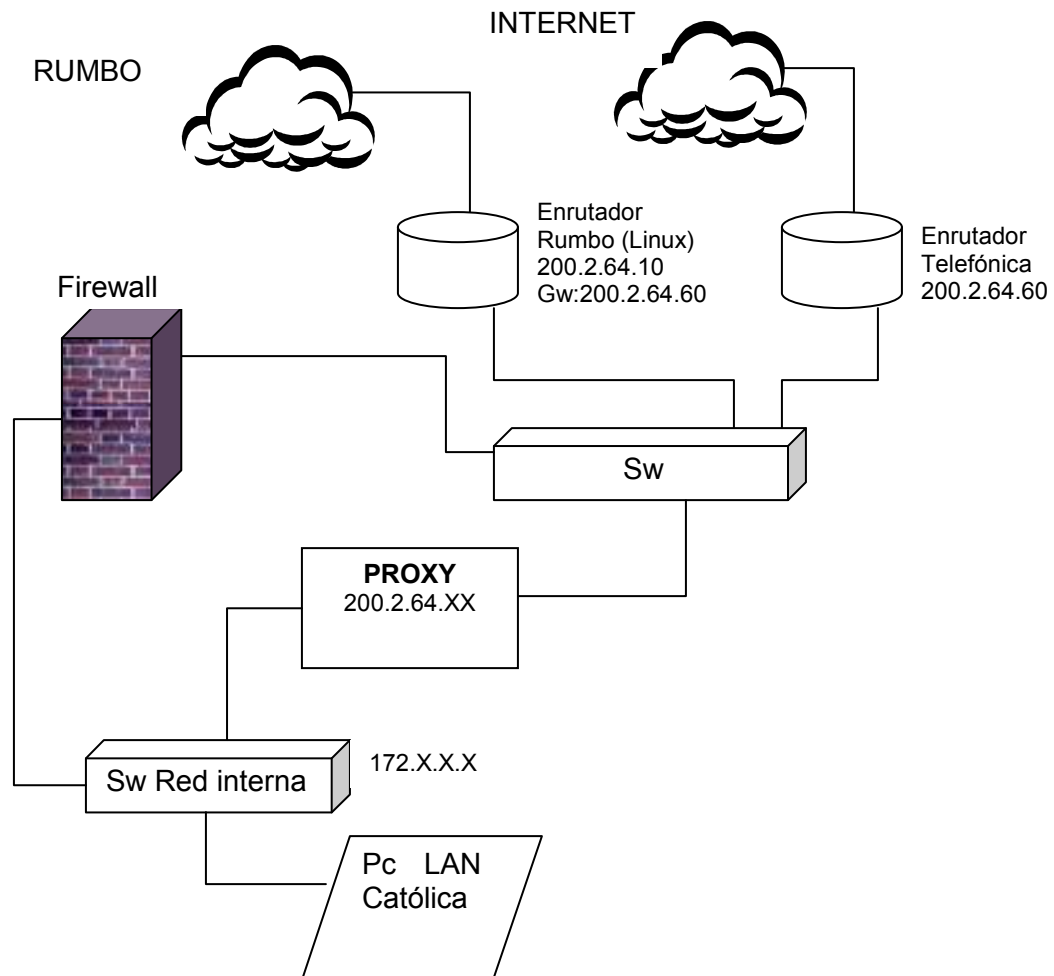 INTERNET
RUMBO
Enrutador
Rumbo (Linux)
200.2.64.10
Gw:200.2.64.60
Enrutador
Telefónica
200.2.64.60
Firewall
Sw
PROXY
200.2.64.XX
Sw Red interna
172.X.X.X
Pc LAN
Católica